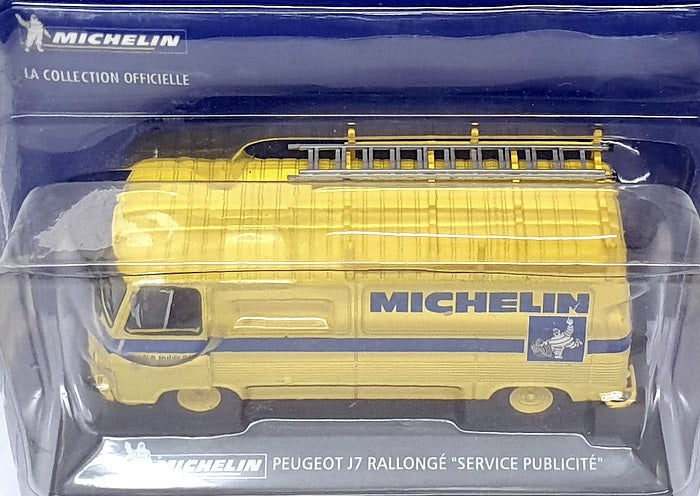 MICHELIN
LA COLLECTION OFFICIELLE
MICHELIN
MICHELIN PEUGEOT J7 RALLONGÉ "SERVICE PUBLICITÉ"